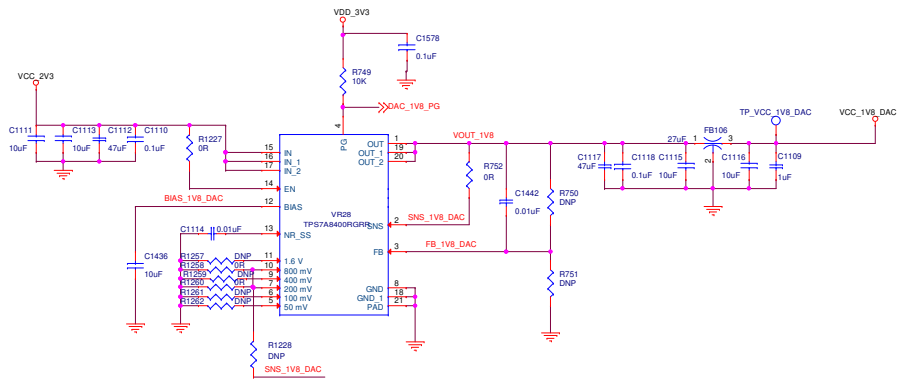 VDD_3V3
C1578
0.1uF
R749
10K
DAC_1V8_PG
VCC_2V3
C1111
10uF
C1113
10uF
C1112
47uF
C1110
0.1uF
R1227
0R
4
PG
15 IN
16 IN_1
17 IN_2
14 EN
BIAS_1V8_DAC
12 BIAS
C1114 0.01uF
13 NR_SS
C1436
10uF
R1257 DNP 11 1.6 V
R1258 0R 10 800 mV
R1259 DNP 9 400 mV
R1260 0R 7 200 mV
R1261 DNP 6 100 mV
R1262 DNP 5 50 mV
R1228
DNP
SNS_1V8_DAC
VR28
TPS7A8400RGRR
OUT 1
OUT_1 19
OUT_2 20
SNS 2
FB 3
GND 8
GND_1 18
PAD 21
VOUT_1V8
R752
0R
SNS_1V8_DAC
FB_1V8_DAC
C1442
0.01uF
R750
DNP
R751
DNP
C1117
47uF
C1118
0.1uF
C1115
10uF
27uF
FB106
1 3
2
C1116
10uF
C1109
1uF
TP_VCC_1V8_DAC
VCC_1V8_DAC